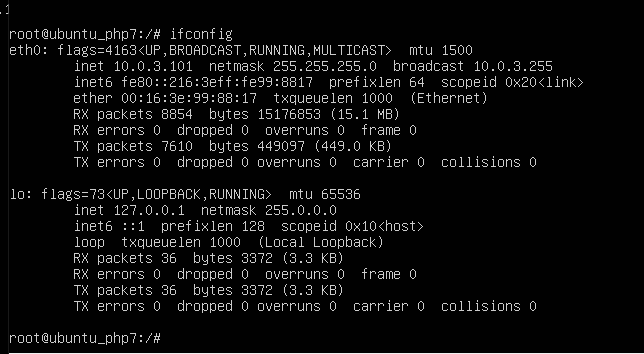 .1
root@ubuntu_php7:/# ifconfig
eth0: flags=4163<UP,BROADCAST,RUNNING,MULTICAST>  mtu 1500
        inet 10.0.3.101  netmask 255.255.255.0  broadcast 10.0.3.255
        inet6 fe80::216:3eff:fe99:8817  prefixlen 64  scopeid 0x20<link>
        ether 00:16:3e:99:88:17  txqueuelen 1000  (Ethernet)
        RX packets 8854  bytes 15176853 (15.1 MB)
        RX errors 0  dropped 0  overruns 0  frame 0
        TX packets 7610  bytes 449097 (449.0 KB)
        TX errors 0  dropped 0 overruns 0  carrier 0  collisions 0
lo: flags=73<UP,LOOPBACK,RUNNING>  mtu 65536
        inet 127.0.0.1  netmask 255.0.0.0
        inet6 ::1  prefixlen 128  scopeid 0x10<host>
        loop  txqueuelen 1000  (Local Loopback)
        RX packets 36  bytes 3372 (3.3 KB)
        RX errors 0  dropped 0  overruns 0  frame 0
        TX packets 36  bytes 3372 (3.3 KB)
        TX errors 0  dropped 0 overruns 0  carrier 0  collisions 0
root@ubuntu_php7:/#